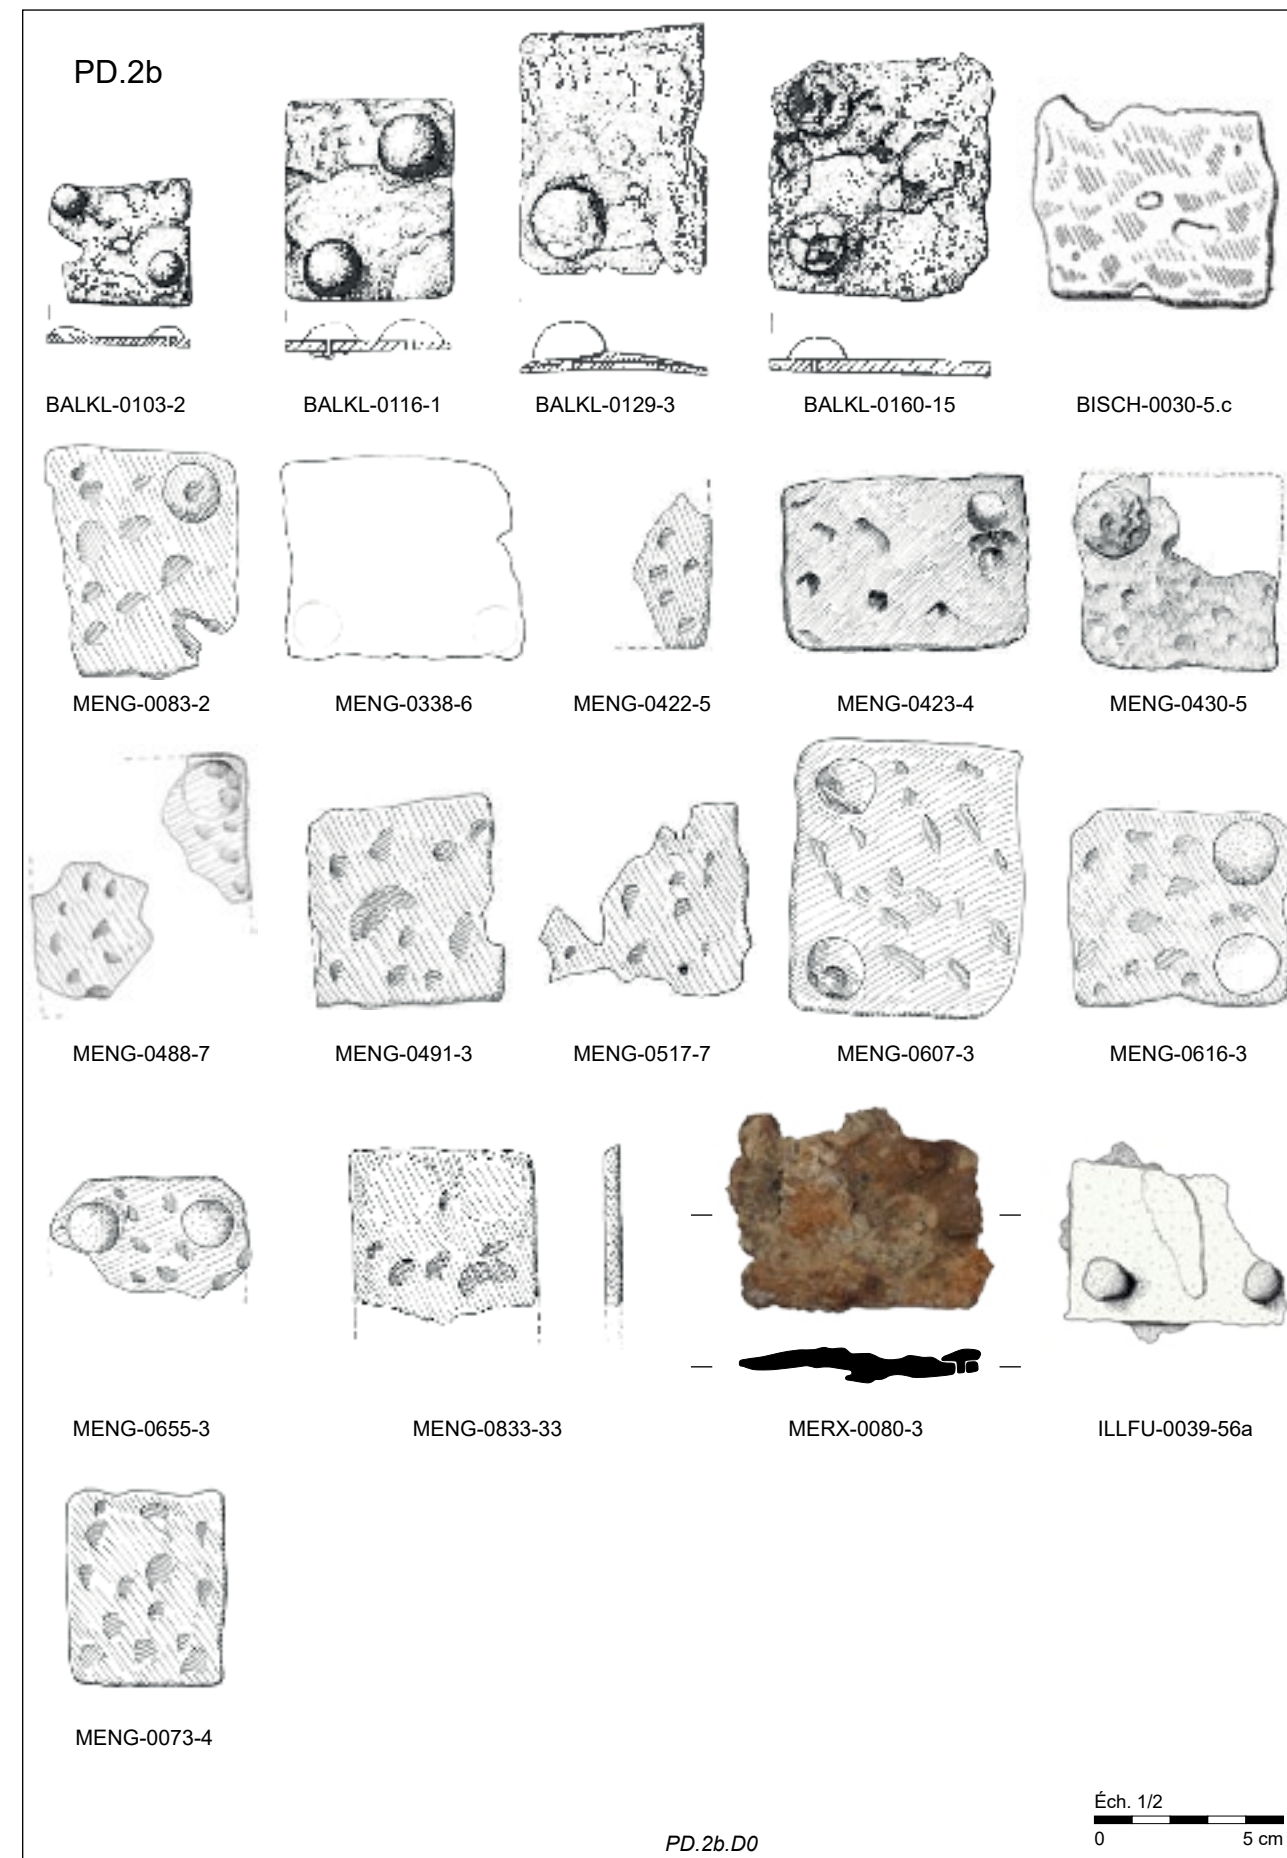 PD.2b
BALKL-0103-2 BALKL-0116-1 BALKL-0129-3 BALKL-0160-15 BISCH-0030-5.c
MENG-0083-2 MENG-0338-6 MENG-0422-5 MENG-0423-4 MENG-0430-5
MENG-0488-7 MENG-0491-3 MENG-0517-7 MENG-0607-3 MENG-0616-3
MENG-0655-3 MENG-0833-33 MERX-0080-3 ILLFU-0039-56a
MENG-0073-4
Éch. 1/2
0 5 cm
PD.2b.D0